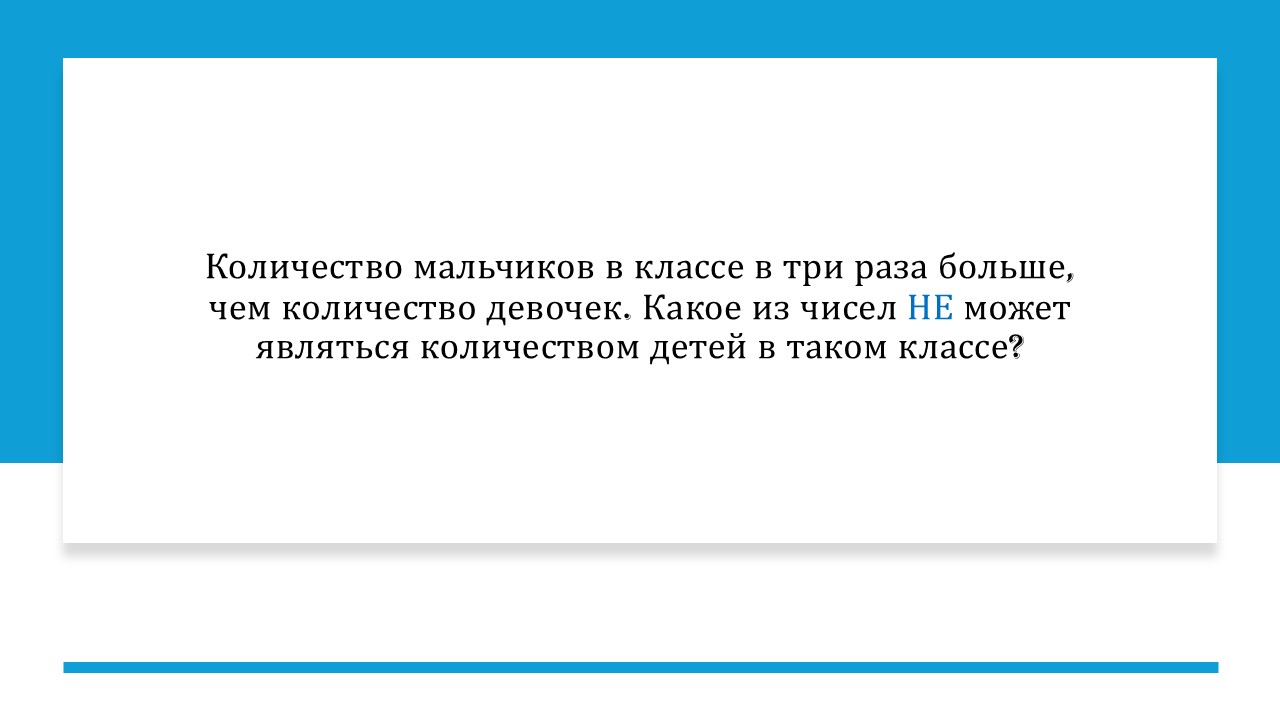 Количество мальчиков в классе в три раза больше,
чем количество девочек. Какое из чисел НЕ может
являться количеством детей в таком классе?